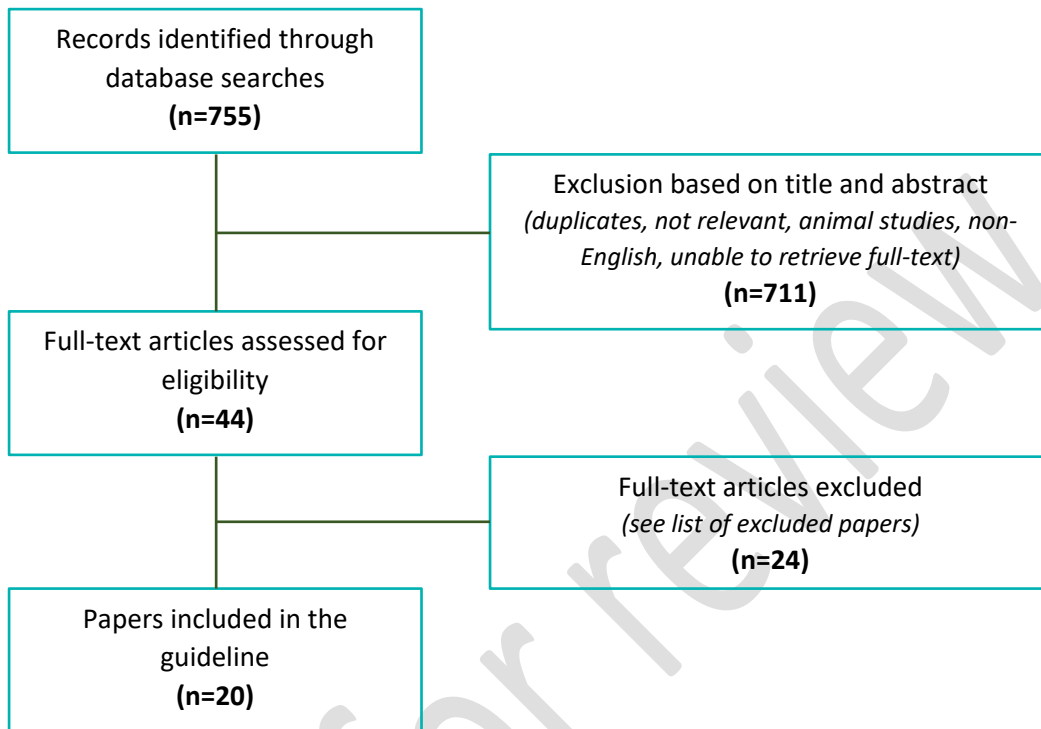 Records identified through
database searches
(n=755)
Exclusion based on title and abstract
(duplicates, not relevant, animal studies, non-
English, unable to retrieve full-text)
(n=711)
Full-text articles assessed for
eligibility
(n=44)
Full-text articles excluded
(see list of excluded papers)
(n=24)
Papers included in the
guideline
(n=20)
for review